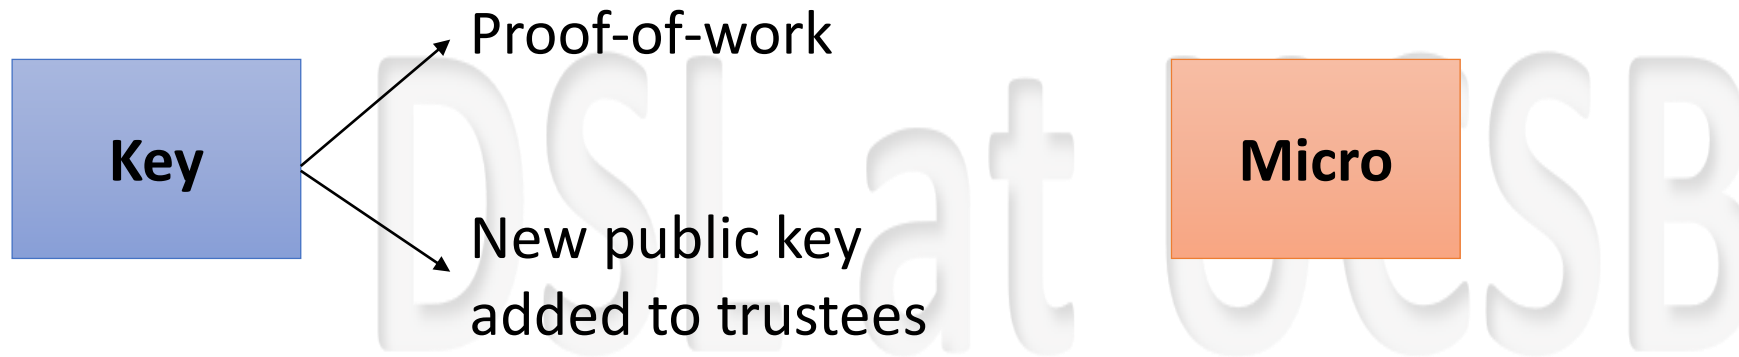 Proof-of-work
Key
New public key
added to trustees
Micro
DSL at UCSB